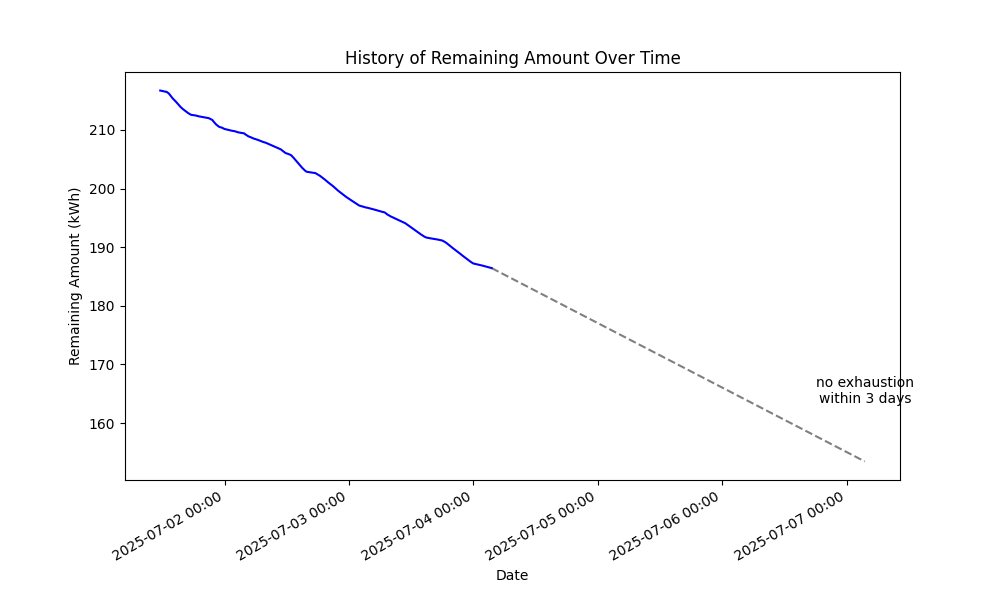 History of Remaining Amount Over Time
Remaining Amount (kWh)
210
200
190
180
170
160
no exhaustion
within 3 days
2025-07-02 00:00
2025-07-03 00:00
2025-07-04 00:00
2025-07-05 00:00
2025-07-06 00:00
2025-07-07 00:00
Date